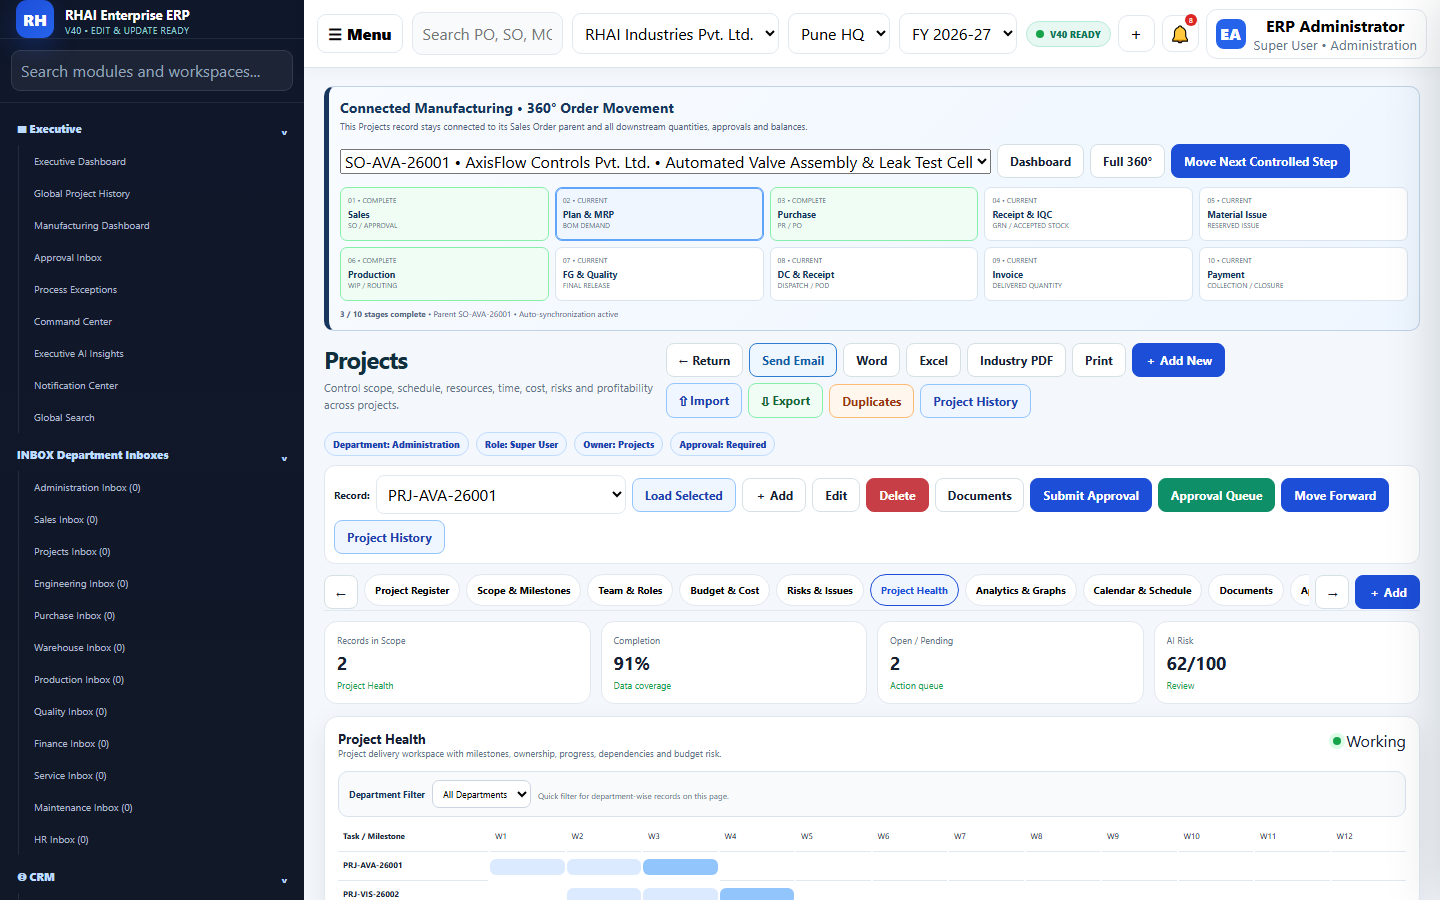 RH
RHAI Enterprise ERP
V40 • EDIT & UPDATE READY
Search modules and workspaces...
Executive
Executive Dashboard
Global Project History
Manufacturing Dashboard
Approval Inbox
Process Exceptions
Command Center
Executive AI Insights
Notification Center
Global Search
INBOX Department Inboxes
Administration Inbox (0)
Sales Inbox (0)
Projects Inbox (0)
Engineering Inbox (0)
Purchase Inbox (0)
Warehouse Inbox (0)
Production Inbox (0)
Quality Inbox (0)
Finance Inbox (0)
Service Inbox (0)
Maintenance Inbox (0)
HR Inbox (0)
CRM
☰ Menu
Search PO, SO, MC
RHAI Industries Pvt. Ltd.
Pune HQ
FY 2026-27
V40 READY
+
8
EA
ERP Administrator
Super User • Administration
Connected Manufacturing • 360° Order Movement
This Projects record stays connected to its Sales Order parent and all downstream quantities, approvals and balances.
SO-AVA-26001 • AxisFlow Controls Pvt. Ltd. • Automated Valve Assembly & Leak Test Cell
Dashboard
Full 360°
Move Next Controlled Step
01 • COMPLETE
Sales
SO / APPROVAL
02 • CURRENT
Plan & MRP
BOM DEMAND
03 • COMPLETE
Purchase
PR / PO
04 • CURRENT
Receipt & IQC
GRN / ACCEPTED STOCK
05 • CURRENT
Material Issue
RESERVED ISSUE
06 • COMPLETE
Production
WIP / ROUTING
07 • CURRENT
FG & Quality
FINAL RELEASE
08 • CURRENT
DC & Receipt
DISPATCH / POD
09 • CURRENT
Invoice
DELIVERED QUANTITY
10 • CURRENT
Payment
COLLECTION / CLOSURE
3 / 10 stages complete • Parent SO-AVA-26001 • Auto-synchronization active
Projects
Control scope, schedule, resources, time, cost, risks and profitability
across projects.
← Return
Send Email
Word
Excel
Industry PDF
Print
+ Add New
⇧ Import
⇩ Export
Duplicates
Project History
Department: Administration
Role: Super User
Owner: Projects
Approval: Required
Record:
PRJ-AVA-26001
Load Selected
+ Add
Edit
Delete
Documents
Submit Approval
Approval Queue
Move Forward
Project History
←
Project Register
Scope & Milestones
Team & Roles
Budget & Cost
Risks & Issues
Project Health
Analytics & Graphs
Calendar & Schedule
Documents
→
+ Add
Records in Scope
2
Project Health
Completion
91%
Data coverage
Open / Pending
2
Action queue
AI Risk
62/100
Review
Project Health
Project delivery workspace with milestones, ownership, progress, dependencies and budget risk.
Working
Department Filter
All Departments
Quick filter for department-wise records on this page.
Task / Milestone W1 W2 W3 W4 W5 W6 W7 W8 W9 W10 W11 W12
PRJ-AVA-26001
PRJ-VIS-26002